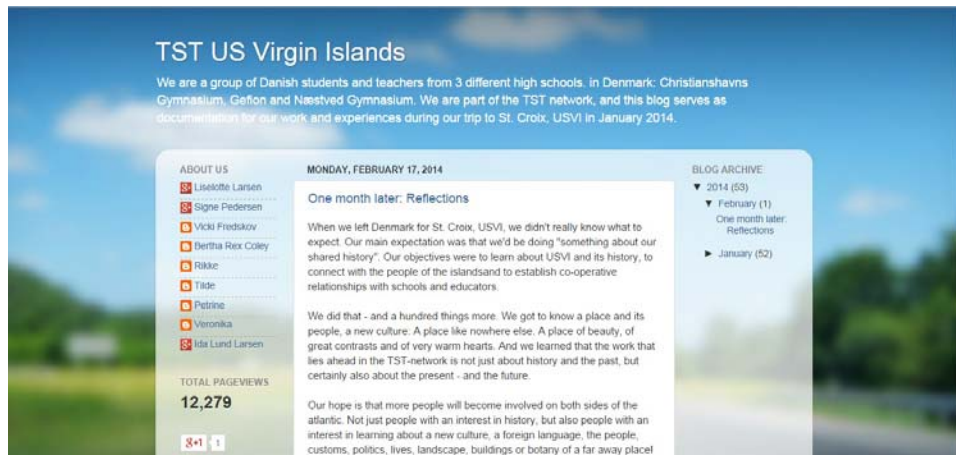 TST US Virgin Islands
We are a group of Danish students and teachers from 3 different high schools. in Denmark: Christianshavns
Gymnasium, Gefion and Næstved Gymnasium. We are part of the TST network, and this blog serves as
documentation for our work and experiences during our trip to St. Croix, USVI in January 2014.
ABOUT US
Liselotte Larsen
Signe Pedersen
Vicki Fredskov
Bertha Rex Coley
Rikke
Tilde
Petrine
Veronika
Ida Lund Larsen
TOTAL PAGEVIEWS
12,279
g+1 1
MONDAY, FEBRUARY 17, 2014
One month later: Reflections
When we left Denmark for St. Croix, USVI, we didn't really know what to
expect. Our main expectation was that we'd be doing "something about our
shared history". Our objectives were to learn about USVI and its history, to
connect with the people of the islandsand to establish co-operative
relationships with schools and educators.
We did that - and a hundred things more. We got to know a place and its
people, a new culture. A place like nowhere else. A place of beauty, of
great contrasts and of very warm hearts. And we learned that the work that
lies ahead in the TST-network is not just about history and the past, but
certainly also about the present - and the future.
Our hope is that more people will become involved on both sides of the
atlantic. Not just people with an interest in history, but also people with an
interest in learning about a new culture, a foreign language, the people,
customs, politics, lives, landscape, buildings or botany of a far away place!
BLOG ARCHIVE
▼ 2014 (53)
▼ February (1)
One month later:
Reflections
► January (52)